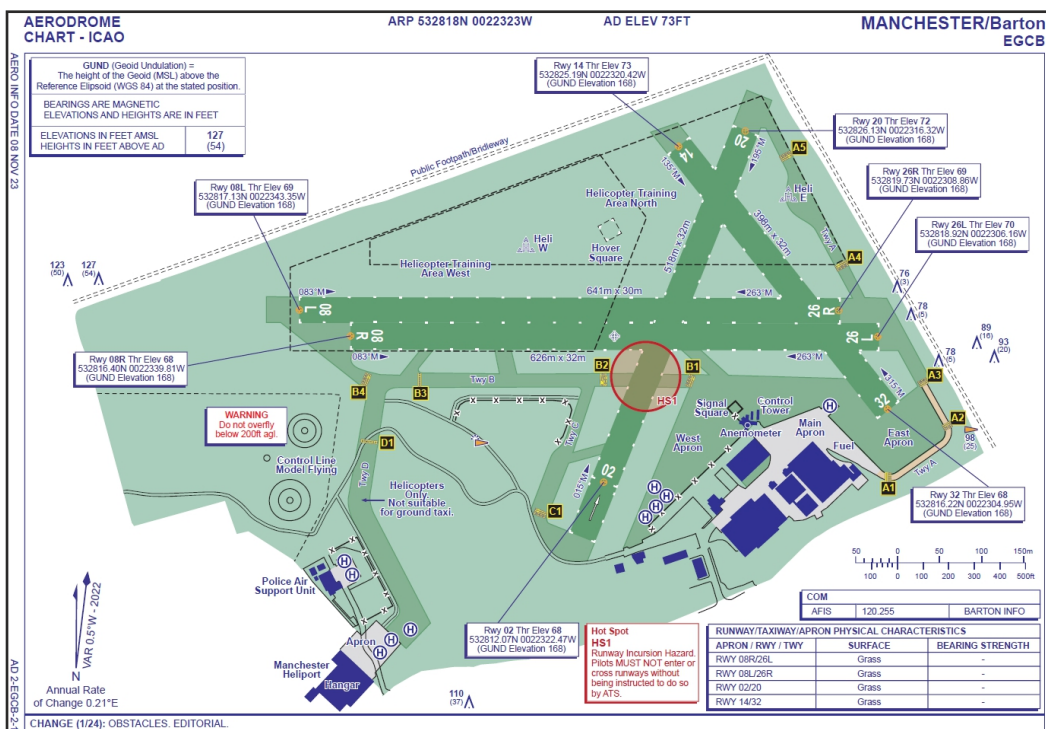 AERODROME
CHART - ICAO
ARP 532818N 0022323W
AD ELEV 73FT
MANCHESTER/Barton
EGCB
AERO INFO DATE 08 NOV 23
GUND (Geoid Undulation) =
The height of the Geoid (MSL) above the
Reference Elipsoid (WGS 84) at the stated position.
BEARINGS ARE MAGNETIC
ELEVATIONS AND HEIGHTS ARE IN FEET
ELEVATIONS IN FEET AMSL
HEIGHTS IN FEET ABOVE AD
127
(54)
Rwy 14 Thr Elev 73
532825.19N 0022320.42W
(GUND Elevation 168)
Rwy 20 Thr Elev 72
532826.13N 0022316.32W
(GUND Elevation 168)
Rwy 26R Thr Elev 69
532819.73N 0022308.86W
(GUND Elevation 168)
Rwy 26L Thr Elev 70
532818.92N 0022306.16W
(GUND Elevation 168)
Rwy 08L Thr Elev 69
532817.13N 0022343.35W
(GUND Elevation 168)
Public Footpath/Bridleway
14
135°M
20
195°M
A5
Heli
E
Twy A
A4
Helicopter Training
Area North
Heli
W
Hover
Square
Helicopter Training
Area West
518m x 32m
398m x 32m
123
(50)
127
(54)
76
(3)
78
(5)
89
(16)
93
(20)
78
(5)
083°M
641m x 30m
263°M
08
L
26
R
08
R
26
L
083°M
626m x 32m
263°M
Rwy 08R Thr Elev 68
532816.40N 0022339.81W
(GUND Elevation 168)
B4
B3
Twy B
B2
B1
HS1
315°M
32
A3
A2
98
(25)
Twy A
A1
WARNING
Do not overfly
below 200ft agl.
Control Line
Model Flying
D1
Twy D
Twy E
Helicopters
Only.
Not suitable
for ground taxi.
C1
02
015°M
Signal
Square
Control
Tower
Anemometer
Main
Apron
Fuel
West
Apron
East
Apron
H
H
H
H
H
Rwy 32 Thr Elev 68
532816.22N 0022304.95W
(GUND Elevation 168)
Police Air
Support Unit
H
H
H
H
H
Apron
Manchester
Heliport
Hangar
Rwy 02 Thr Elev 68
532812.07N 0022322.47W
(GUND Elevation 168)
110
(37)
Hot Spot
HS1
Runway Incursion Hazard.
Pilots MUST NOT enter or
cross runways without
being instructed to do so
by ATS.
50 0 50 100 150m
100 0 100 200 300 400 500ft
COM
AFIS 120.255 BARTON INFO
RUNWAY/TAXIWAY/APRON PHYSICAL CHARACTERISTICS
APRON / RWY / TWY SURFACE BEARING STRENGTH
RWY 08R/26L Grass -
RWY 08L/26R Grass -
RWY 02/20 Grass -
RWY 14/32 Grass -
VAR 0.5°W - 2022
N
Annual Rate
of Change 0.21°E
CHANGE (1/24): OBSTACLES. EDITORIAL.